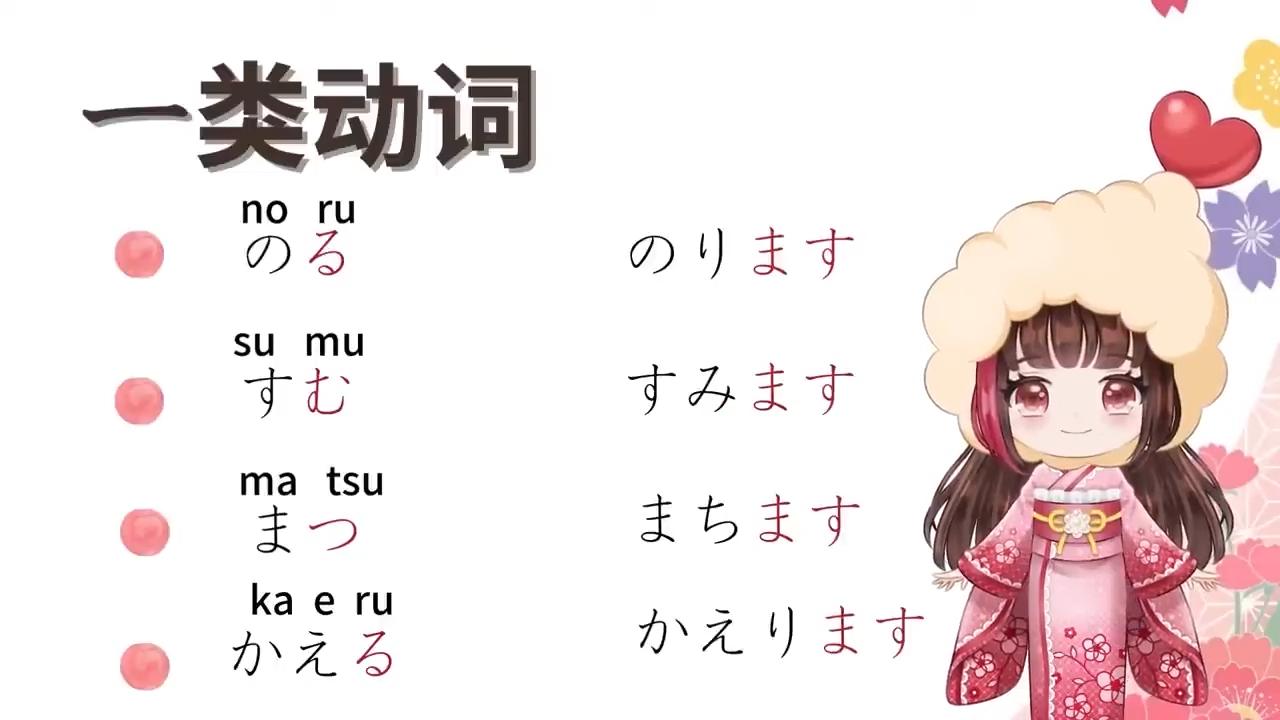 一类动词
no ru
のる のります
su mu
すむ すみます
ma tsu
まつ まちます
ka e ru
かえる かえります